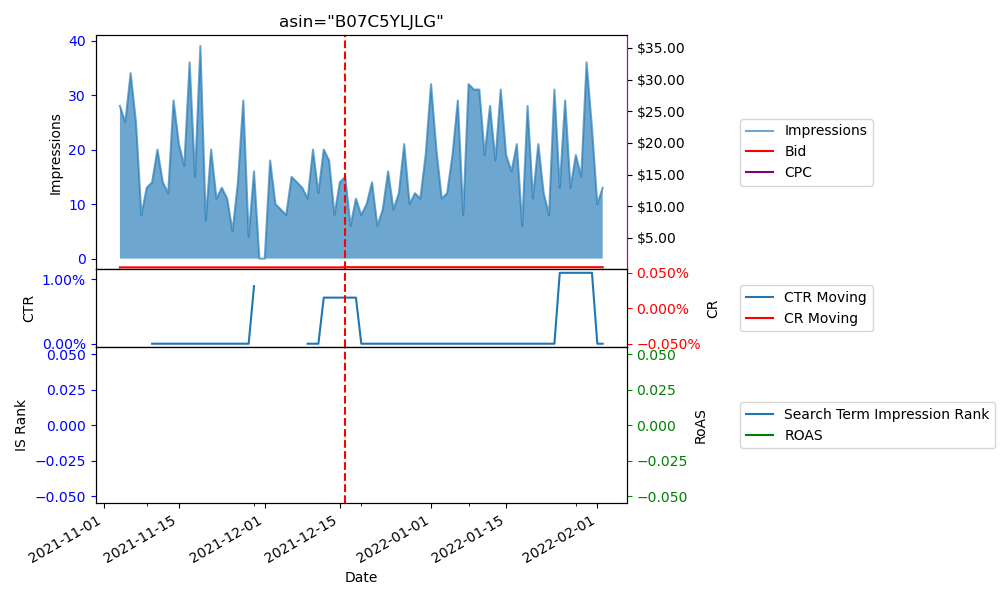 asin="B07C5YLJLG"
40
30
20
10
0
Impressions
$35.00
$30.00
$25.00
$20.00
$15.00
$10.00
$5.00
Impressions
Bid
CPC
1.00%
0.00%
CTR
0.050%
0.000%
−0.050%
CR
CTR Moving
CR Moving
0.050
0.025
0.000
−0.025
−0.050
IS Rank
0.050
0.025
0.000
−0.025
−0.050
RoAS
Search Term Impression Rank
ROAS
2021-11-01
2021-11-15
2021-12-01
2021-12-15
2022-01-01
2022-01-15
2022-02-01
Date